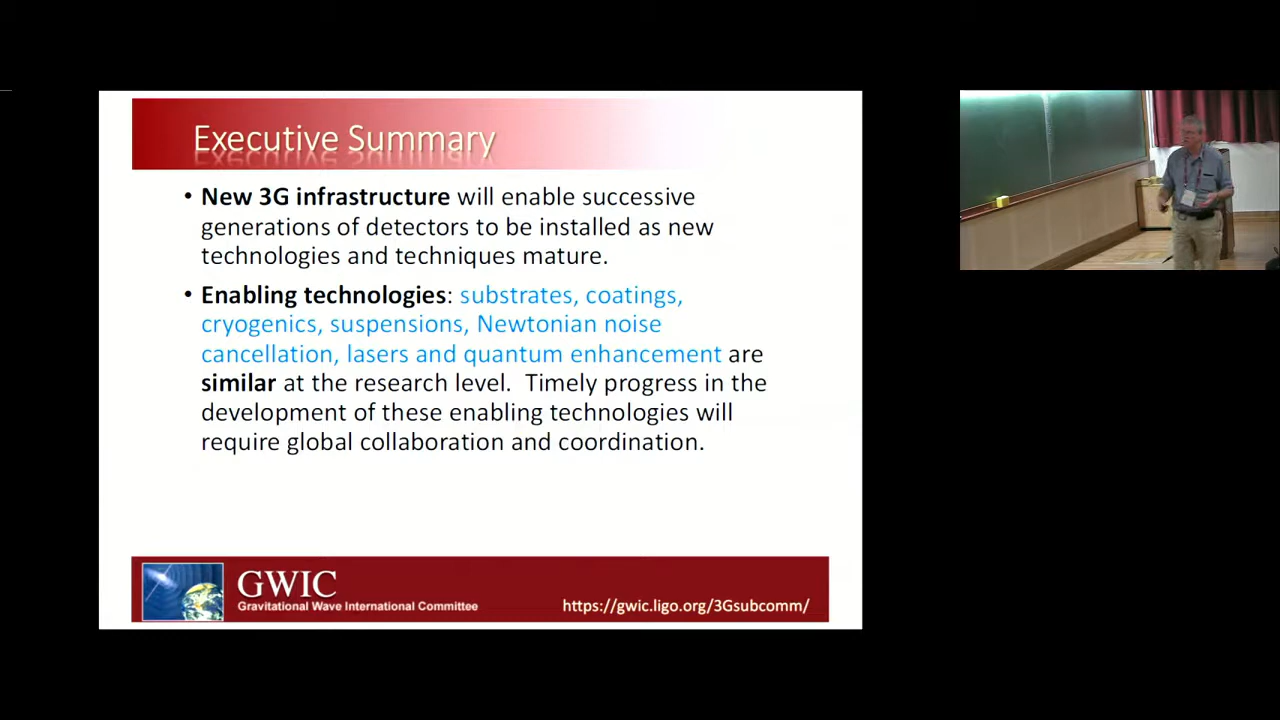 Executive Summary
• New 3G infrastructure will enable successive
generations of detectors to be installed as new
technologies and techniques mature.
• Enabling technologies: substrates, coatings,
cryogenics, suspensions, Newtonian noise
cancellation, lasers and quantum enhancement are
similar at the research level. Timely progress in the
development of these enabling technologies will
require global collaboration and coordination.
GWIC
Gravitational Wave International Committee
https://gwic.ligo.org/3Gsubcomm/